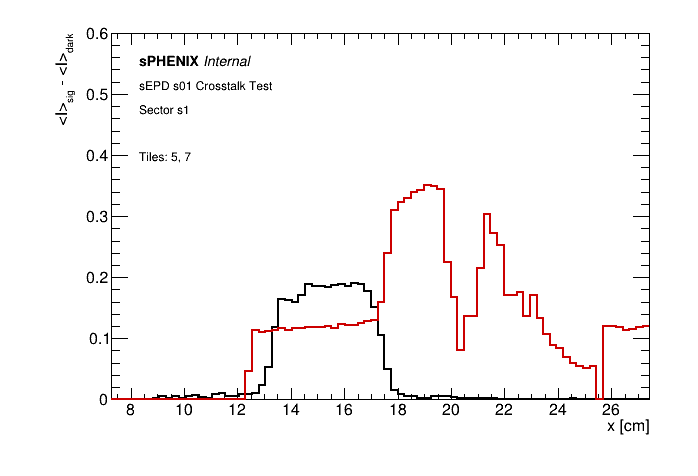 0.6
0.5
0.4
0.3
0.2
0.1
0
<I>sig - <I>dark
sPHENIX Internal
sEPD s01 Crosstalk Test
Sector s1
Tiles: 5, 7
8 10 12 14 16 18 20 22 24 26
x [cm]